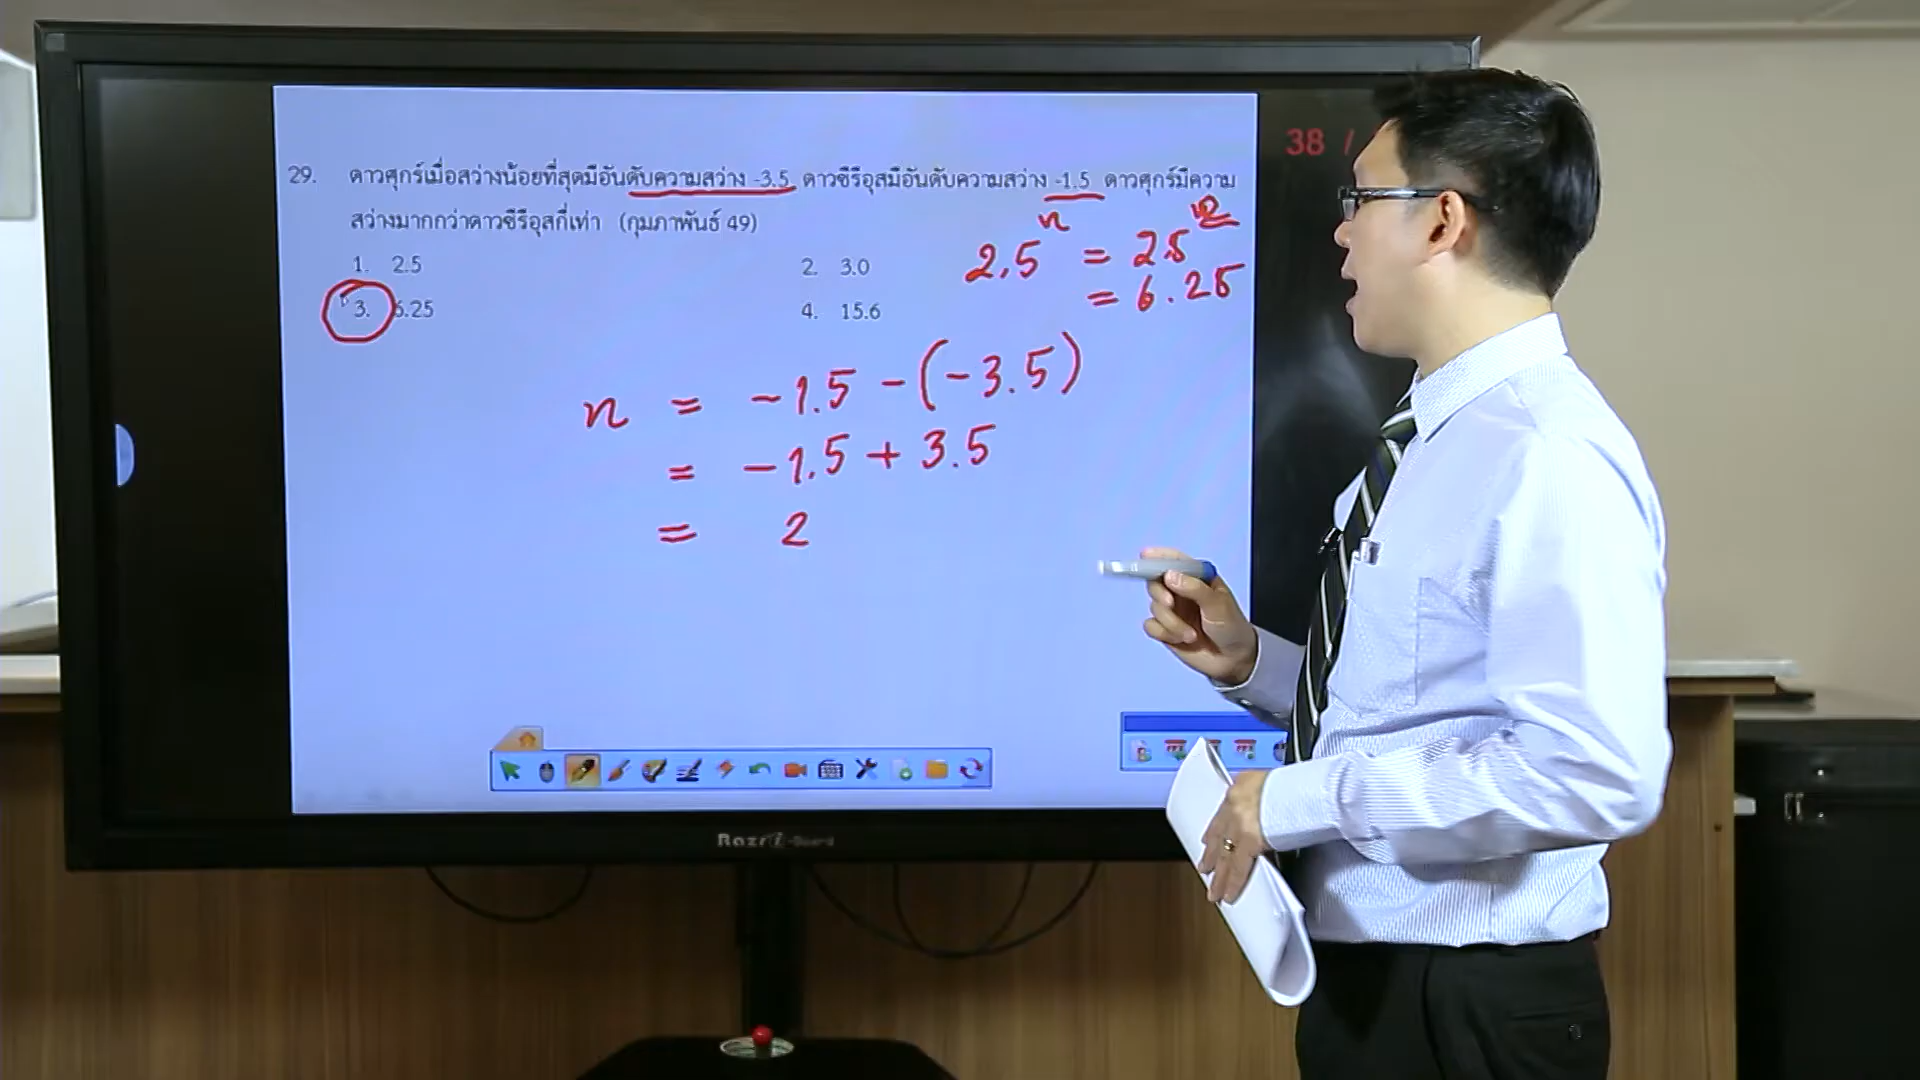 38 /
29. ดาวศุกร์เมื่อสว่างน้อยที่สุดมีอันดับความสว่าง -3.5 ดาวซีรีอุสมีอันดับความสว่าง -1.5 ดาวศุกร์มีความ
สว่างมากกว่าดาวซีรีอุสกี่เท่า (กุมภาพันธ์ 49)
1. 2.5
2. 3.0
3. 6.25
4. 15.6
2.5ⁿ = 2.5²
= 6.25
n = -1.5 - (-3.5)
= -1.5 + 3.5
= 2